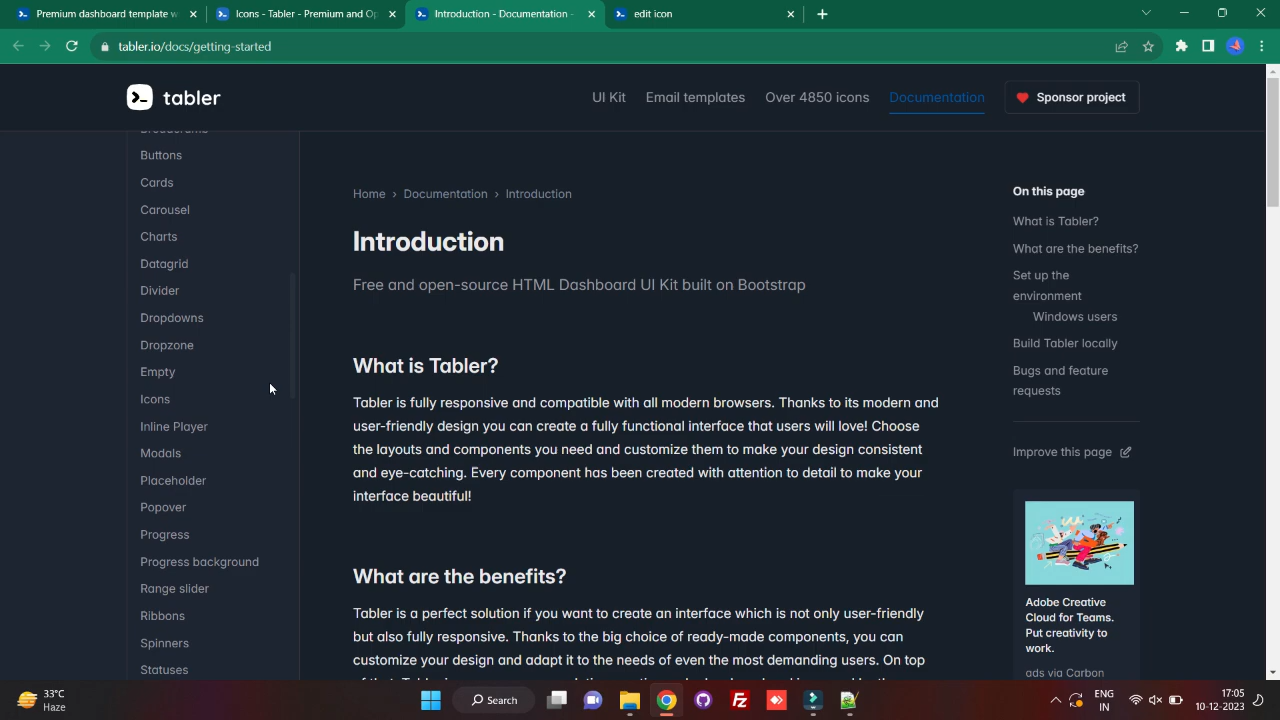 Premium dashboard template w
Icons - Tabler - Premium and Op
Introduction - Documentation -
edit icon
tabler.io/docs/getting-started
tabler
UI Kit
Email templates
Over 4850 icons
Documentation
Sponsor project
Buttons
Cards
Carousel
Charts
Datagrid
Divider
Dropdowns
Dropzone
Empty
Icons
Inline Player
Modals
Placeholder
Popover
Progress
Progress background
Range slider
Ribbons
Spinners
Statuses
Home › Documentation › Introduction
Introduction
Free and open-source HTML Dashboard UI Kit built on Bootstrap
What is Tabler?
Tabler is fully responsive and compatible with all modern browsers. Thanks to its modern and
user-friendly design you can create a fully functional interface that users will love! Choose
the layouts and components you need and customize them to make your design consistent
and eye-catching. Every component has been created with attention to detail to make your
interface beautiful!
What are the benefits?
Tabler is a perfect solution if you want to create an interface which is not only user-friendly
but also fully responsive. Thanks to the big choice of ready-made components, you can
customize your design and adapt it to the needs of even the most demanding users. On top
On this page
What is Tabler?
What are the benefits?
Set up the
environment
Windows users
Build Tabler locally
Bugs and feature
requests
Improve this page
Adobe Creative
Cloud for Teams.
Put creativity to
work.
ads via Carbon
33°C
Haze
Search
ENG
IN
17:05
10-12-2023